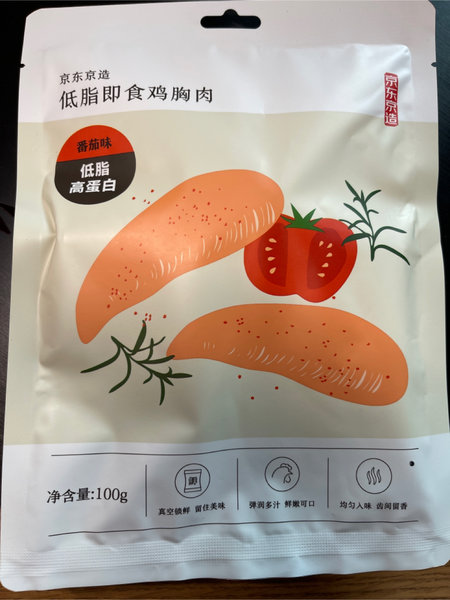 京东京造
低脂即食鸡胸肉
京东京造
番茄味
低脂
高蛋白
净含量:100g
真空锁鲜 留住美味
弹润多汁 鲜嫩可口
均匀入味 齿间留香